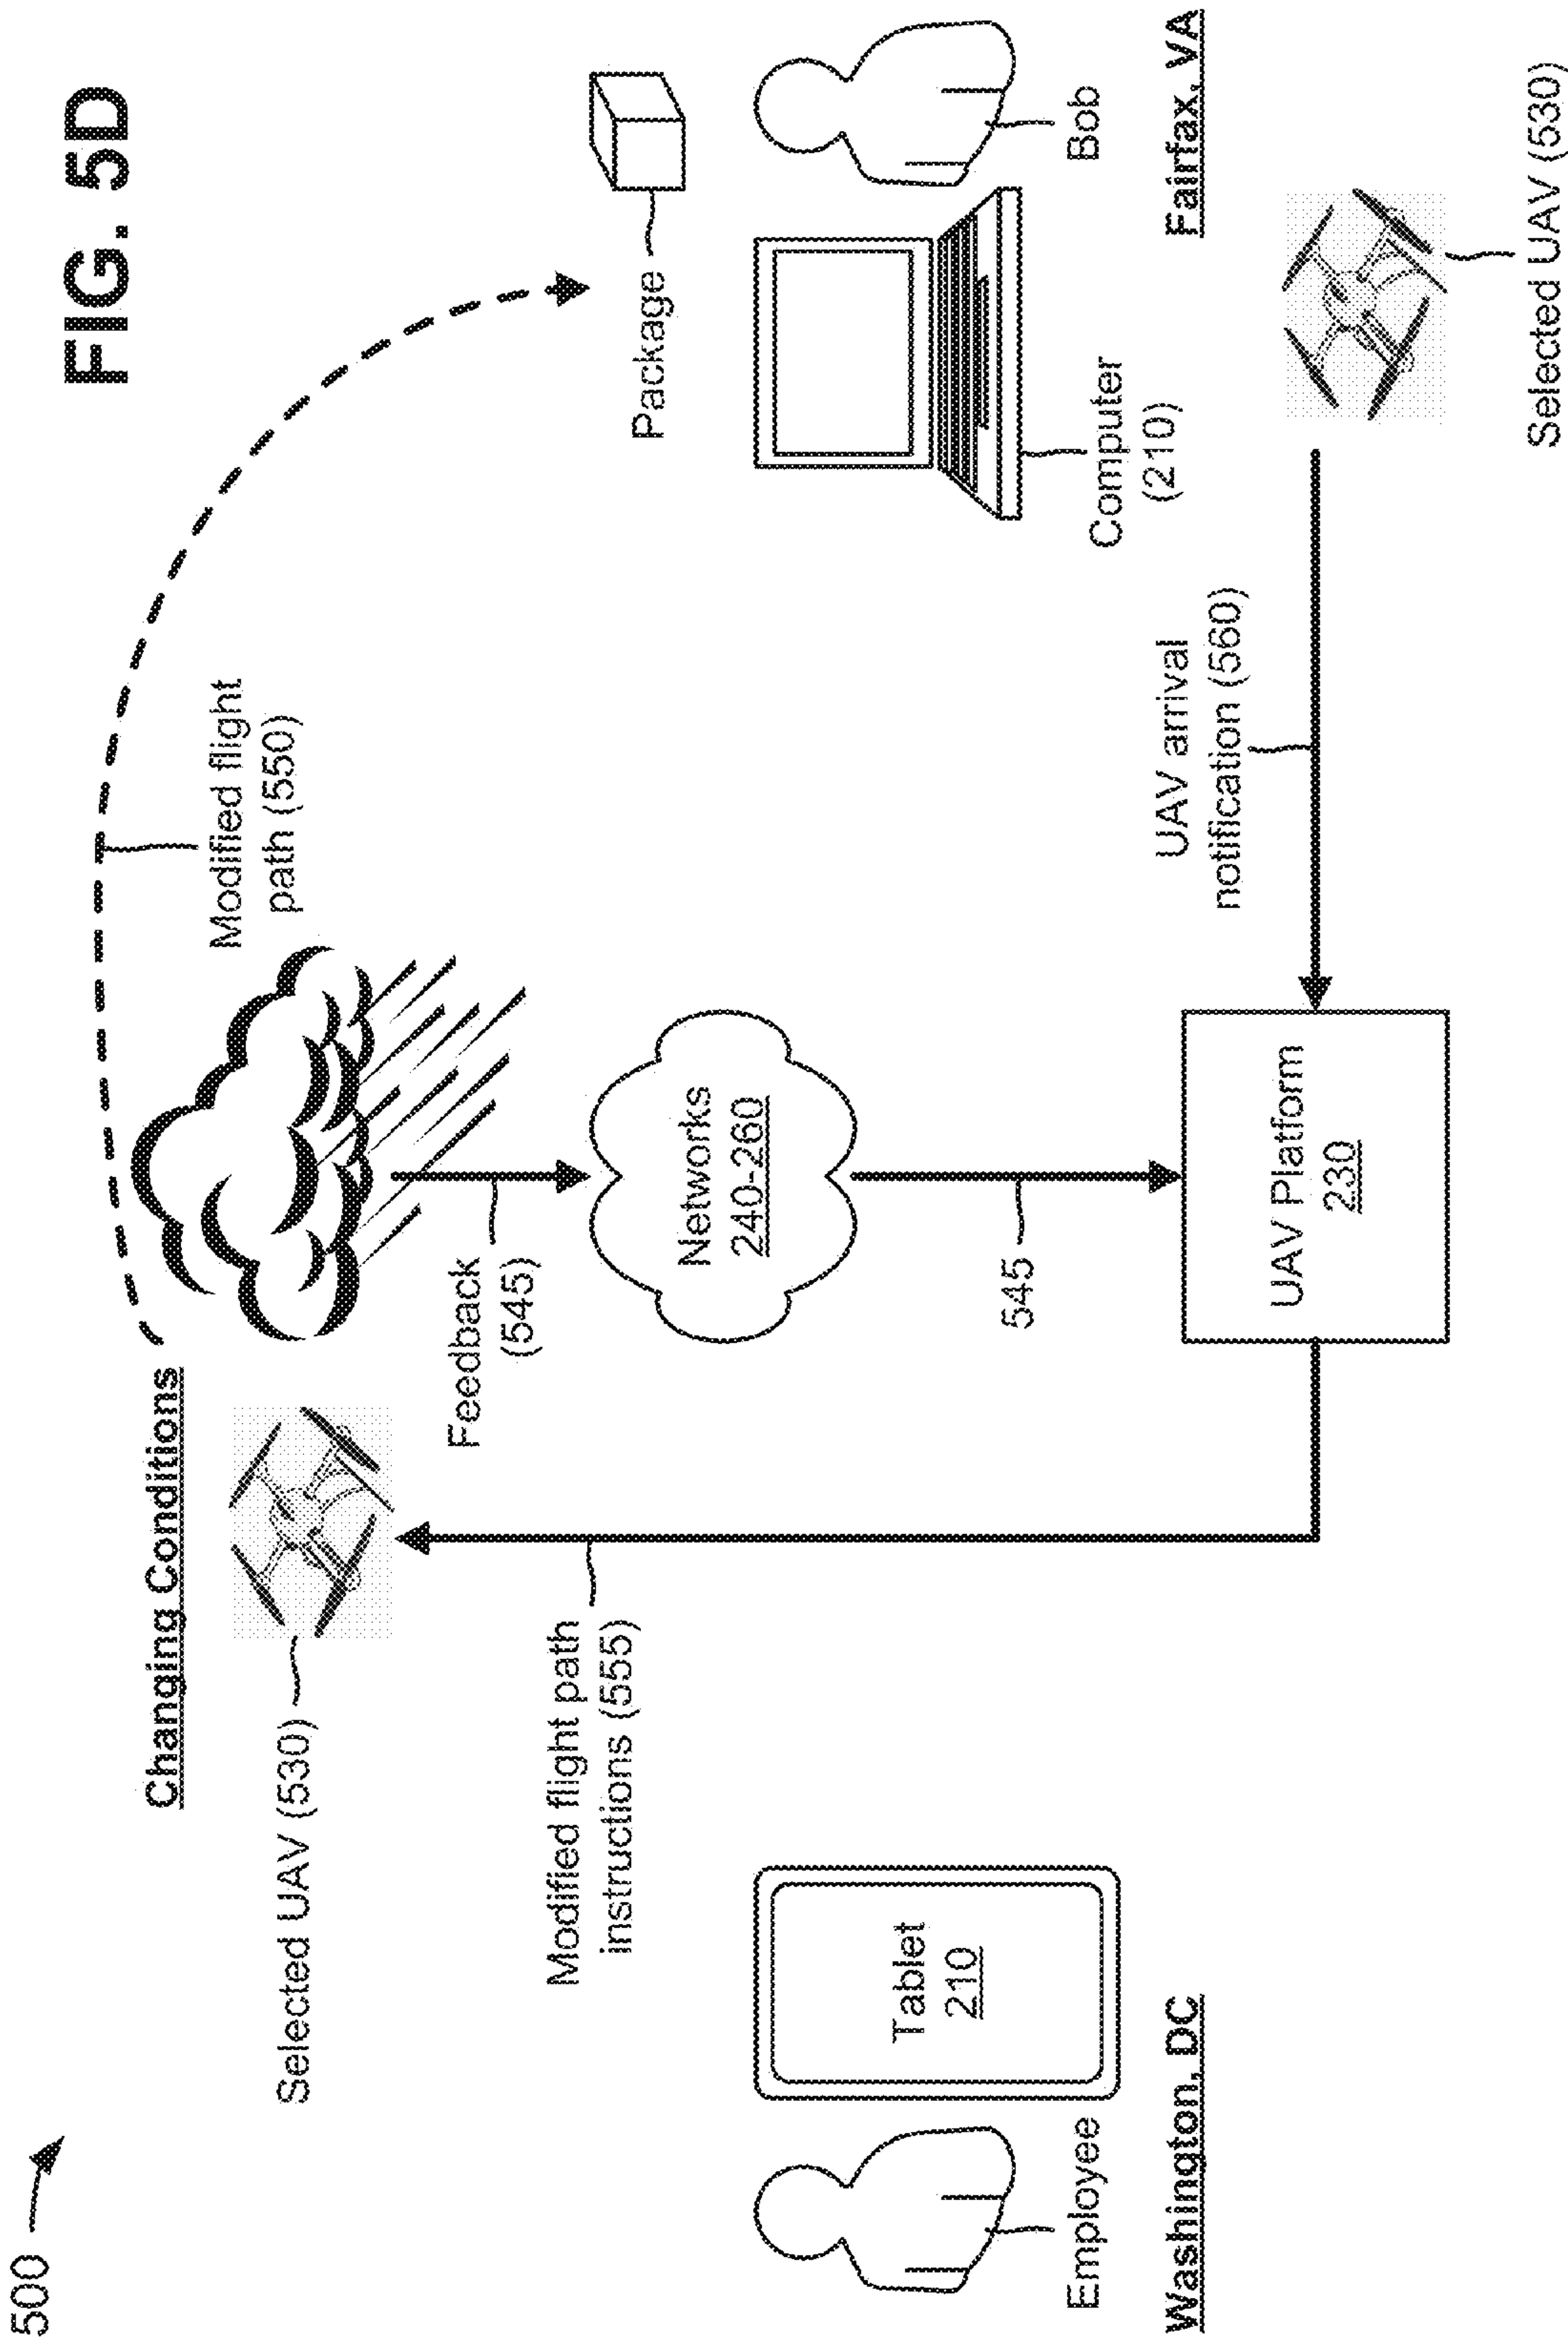 500
FIG. 5D
Changing Conditions
Selected UAV (530)
Modified flight
path (550)
Feedback
(545)
Modified flight path
instructions (555)
Package
Networks
240-260
545
Tablet
210
Employee
Washington, DC
Computer
(210)
Bob
Fairfax, VA
UAV arrival
notification (560)
UAV Platform
230
Selected UAV (530)